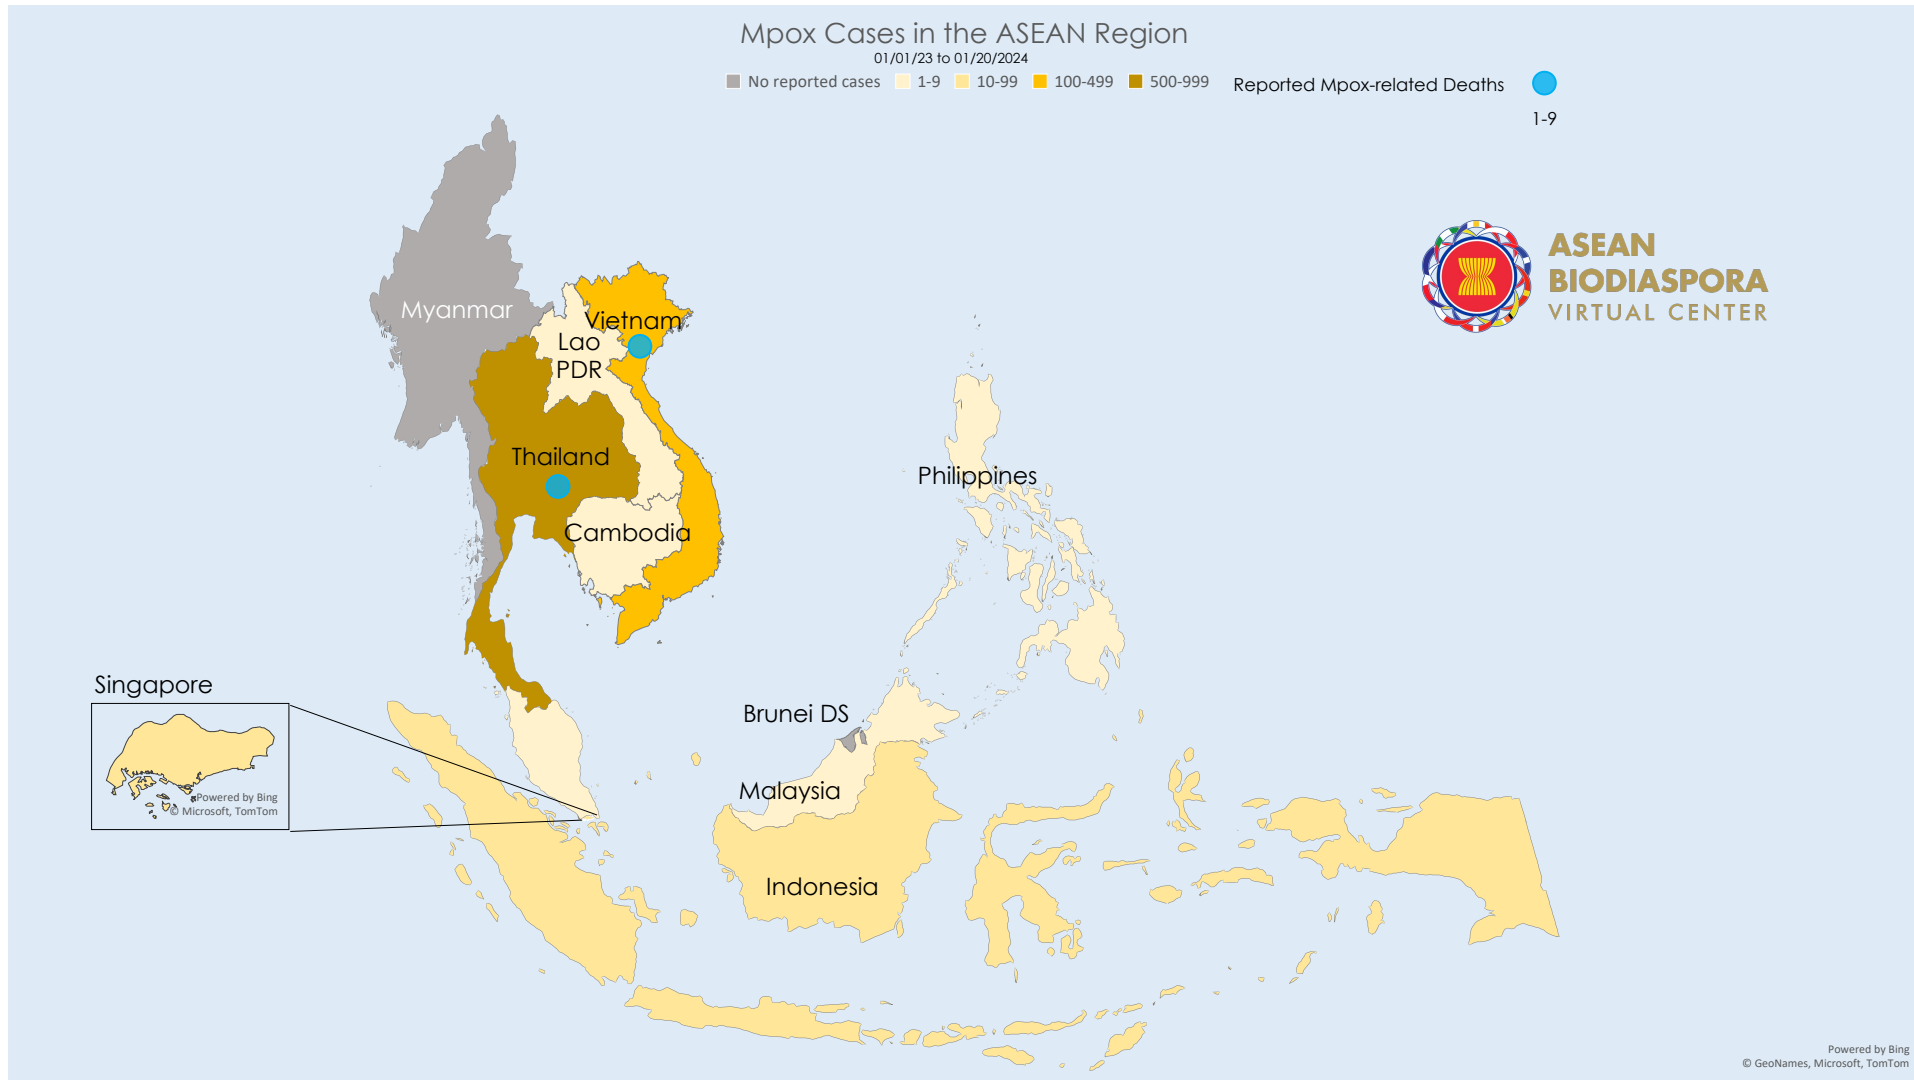 Mpox Cases in the ASEAN Region
01/01/23 to 01/20/2024
No reported cases 1-9 10-99 100-499 500-999 Reported Mpox-related Deaths
1-9
ASEAN
BIODIASPORA
VIRTUAL CENTER
Myanmar
Vietnam
Lao
PDR
Thailand
Philippines
Cambodia
Singapore
Powered by Bing
© Microsoft, TomTom
Brunei DS
Malaysia
Indonesia
Powered by Bing
© GeoNames, Microsoft, TomTom